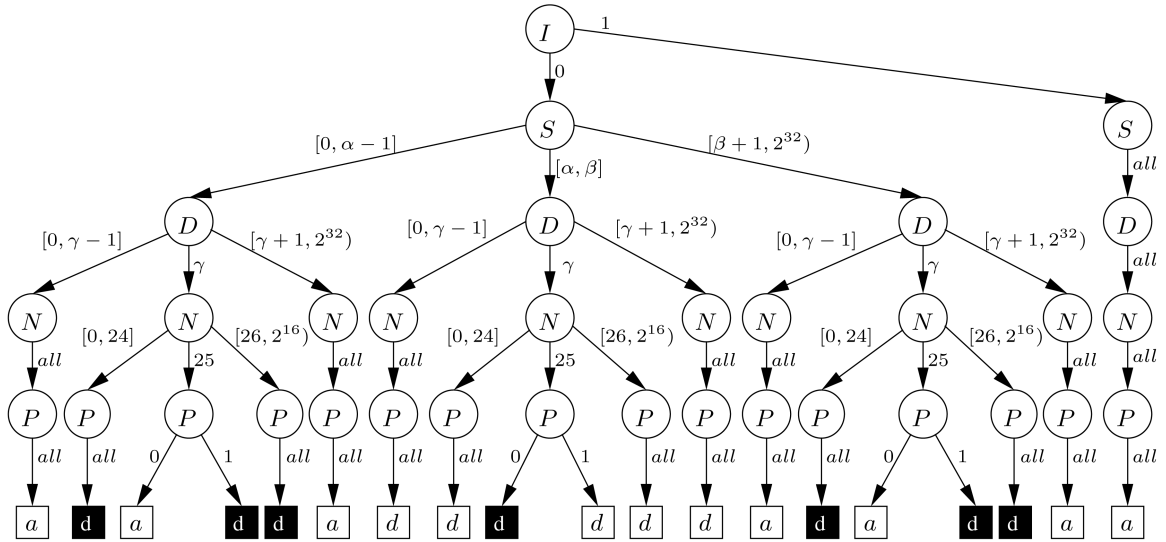 I
1
0
S S
[0, α − 1] [α, β] [β + 1, 2^32) all
D D D D
[0, γ − 1] γ [γ + 1, 2^32) [0, γ − 1] γ [γ + 1, 2^32) [0, γ − 1] γ [γ + 1, 2^32) all
N N N N N N N N N N
all [0, 24] 25 [26, 2^16) all all [0, 24] 25 [26, 2^16) all all [0, 24] 25 [26, 2^16) all all
P P P P P P P P P P P P P P P P
all all 0 1 all all all all 0 1 all all all all 0 1 all all all
a d a d d a d d d d d d a d a d d a a